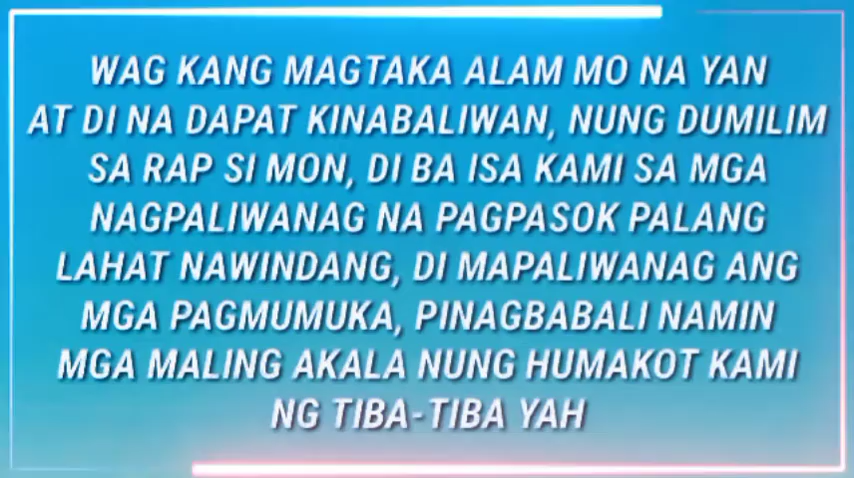 WAG KANG MAGTAKA ALAM MO NA YAN
AT DI NA DAPAT KINABALIWAN, NUNG DUMILIM
SA RAP SI MON, DI BA ISA KAMI SA MGA
NAGPALIWANAG NA PAGPASOK PALANG
LAHAT NAWINDANG, DI MAPALIWANAG ANG
MGA PAGMUMUKA, PINAGBABALI NAMIN
MGA MALING AKALA NUNG HUMAKOT KAMI
NG TIBA-TIBA YAH